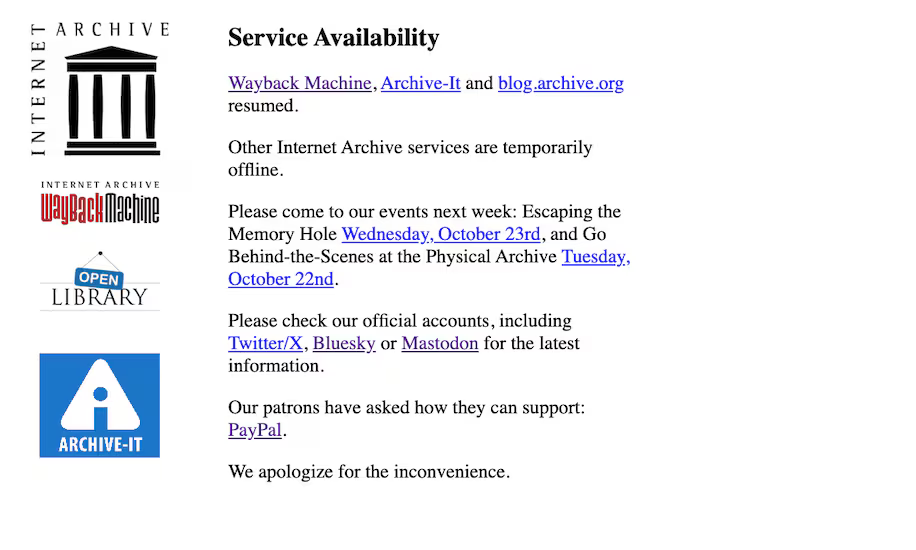 INTERNET
ARCHIVE
INTERNET ARCHIVE
WayBackMachine
OPEN
LIBRARY
ARCHIVE-IT
Service Availability
Wayback Machine, Archive-It and blog.archive.org
resumed.
Other Internet Archive services are temporarily
offline.
Please come to our events next week: Escaping the
Memory Hole Wednesday, October 23rd, and Go
Behind-the-Scenes at the Physical Archive Tuesday,
October 22nd.
Please check our official accounts, including
Twitter/X, Bluesky or Mastodon for the latest
information.
Our patrons have asked how they can support:
PayPal.
We apologize for the inconvenience.